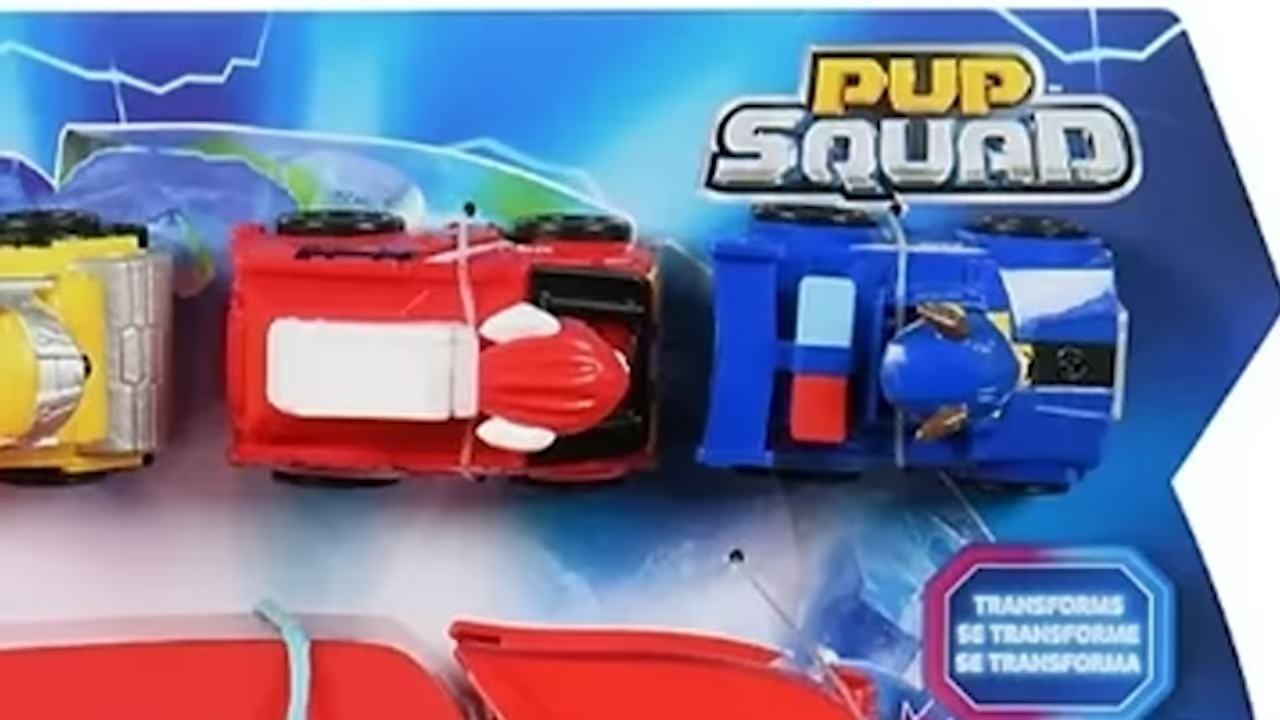 PUP
SQUAD
TRANSFORMS
SE TRANSFORME
SE TRANSFORMA